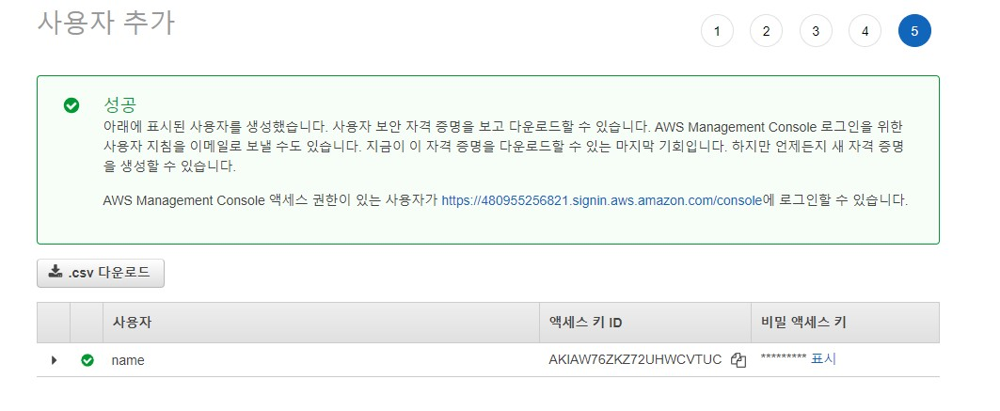 사용자 추가
1 2 3 4 5
성공
아래에 표시된 사용자를 생성했습니다. 사용자 보안 자격 증명을 보고 다운로드할 수 있습니다. AWS Management Console 로그인을 위한
사용자 지침을 이메일로 보낼 수도 있습니다. 지금이 이 자격 증명을 다운로드할 수 있는 마지막 기회입니다. 하지만 언제든지 새 자격 증명
을 생성할 수 있습니다.
AWS Management Console 액세스 권한이 있는 사용자가 https://480955256821.signin.aws.amazon.com/console에 로그인할 수 있습니다.
.csv 다운로드
사용자 액세스 키 ID 비밀 액세스 키
name AKIAW76ZKZ72UHWCVTUC ********* 표시